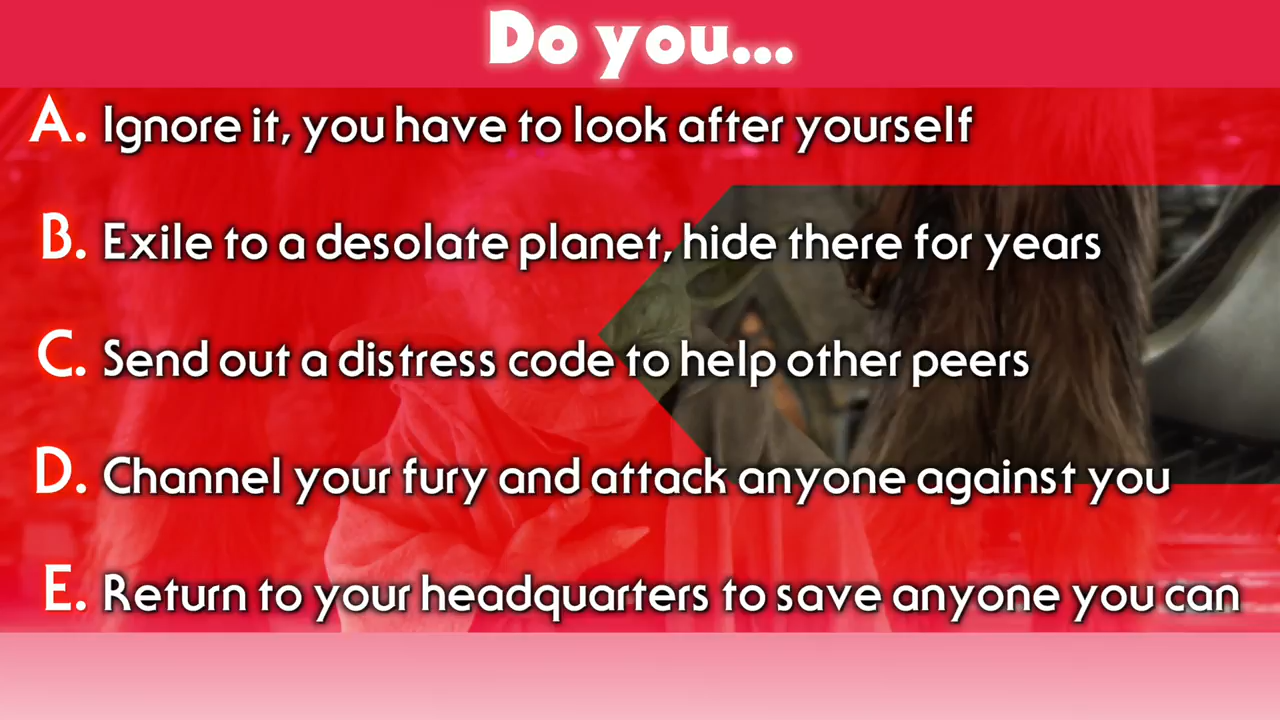 Do you...
A. Ignore it, you have to look after yourself
B. Exile to a desolate planet, hide there for years
C. Send out a distress code to help other peers
D. Channel your fury and attack anyone against you
E. Return to your headquarters to save anyone you can